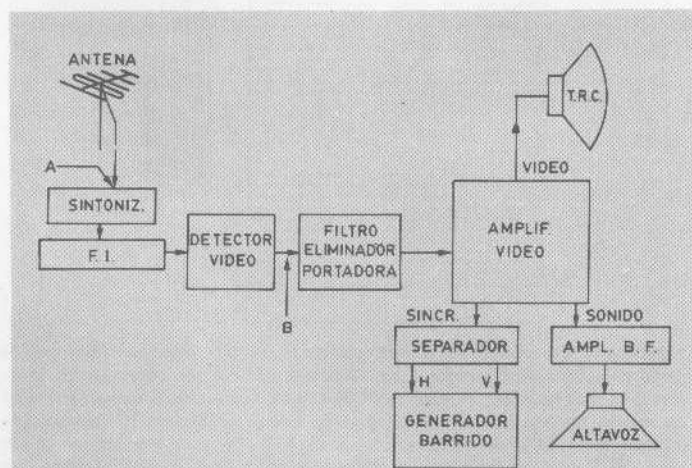 ANTENA
T.R.C.
A
VIDEO
SINTONIZ.
F. I.
DETECTOR
VIDEO
FILTRO
ELIMINADOR
PORTADORA
AMPLIF.
VIDEO
B
SINCR.
SONIDO
SEPARADOR
AMPL. B. F.
H
V
GENERADOR
BARRIDO
ALTAVOZ